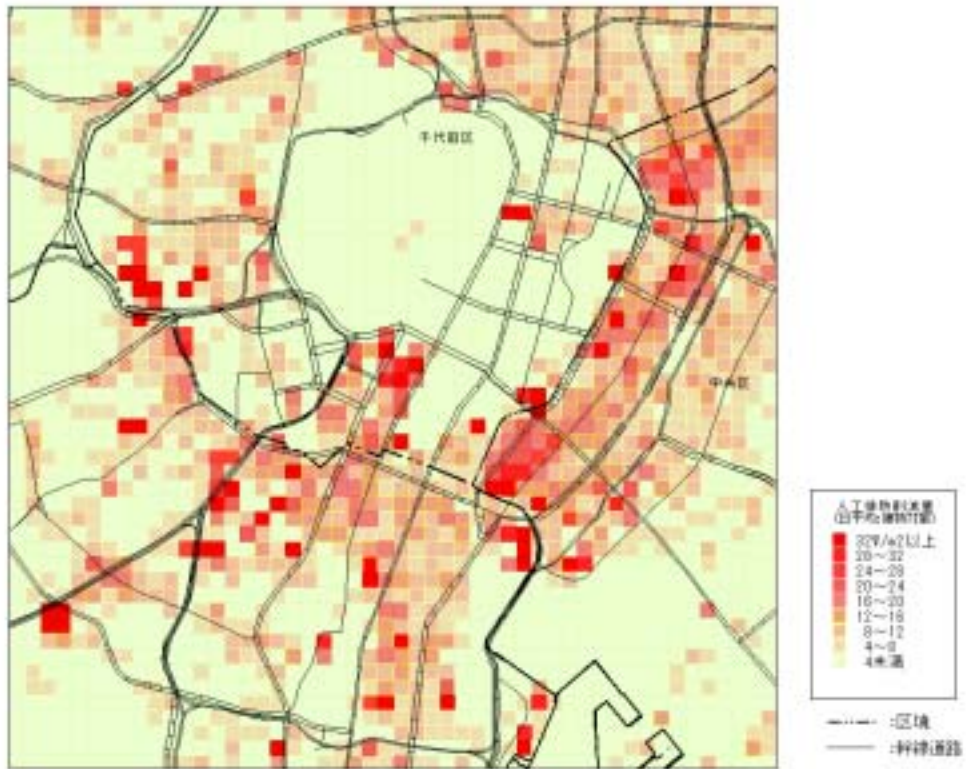 千代田区
中央区
人工排熱削減量
32W/m2以上
28～32
24～28
20～24
16～20
12～16
8～12
4～8
4未満
:区境
:幹線道路